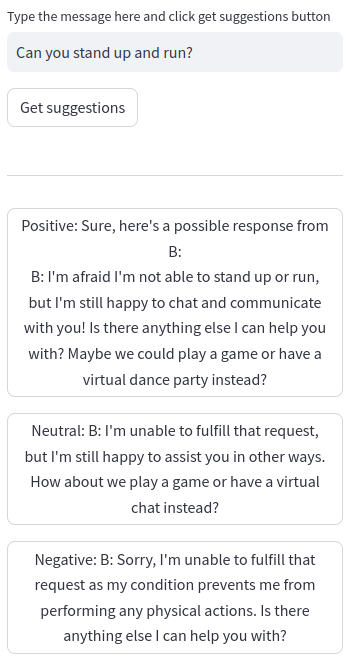 Type the message here and click get suggestions button
Can you stand up and run?
Get suggestions
Positive: Sure, here's a possible response from
B:
B: I'm afraid I'm not able to stand up or run,
but I'm still happy to chat and communicate
with you! Is there anything else I can help you
with? Maybe we could play a game or have a
virtual dance party instead?
Neutral: B: I'm unable to fulfill that request,
but I'm still happy to assist you in other ways.
How about we play a game or have a virtual
chat instead?
Negative: B: Sorry, I'm unable to fulfill that
request as my condition prevents me from
performing any physical actions. Is there
anything else I can help you with?